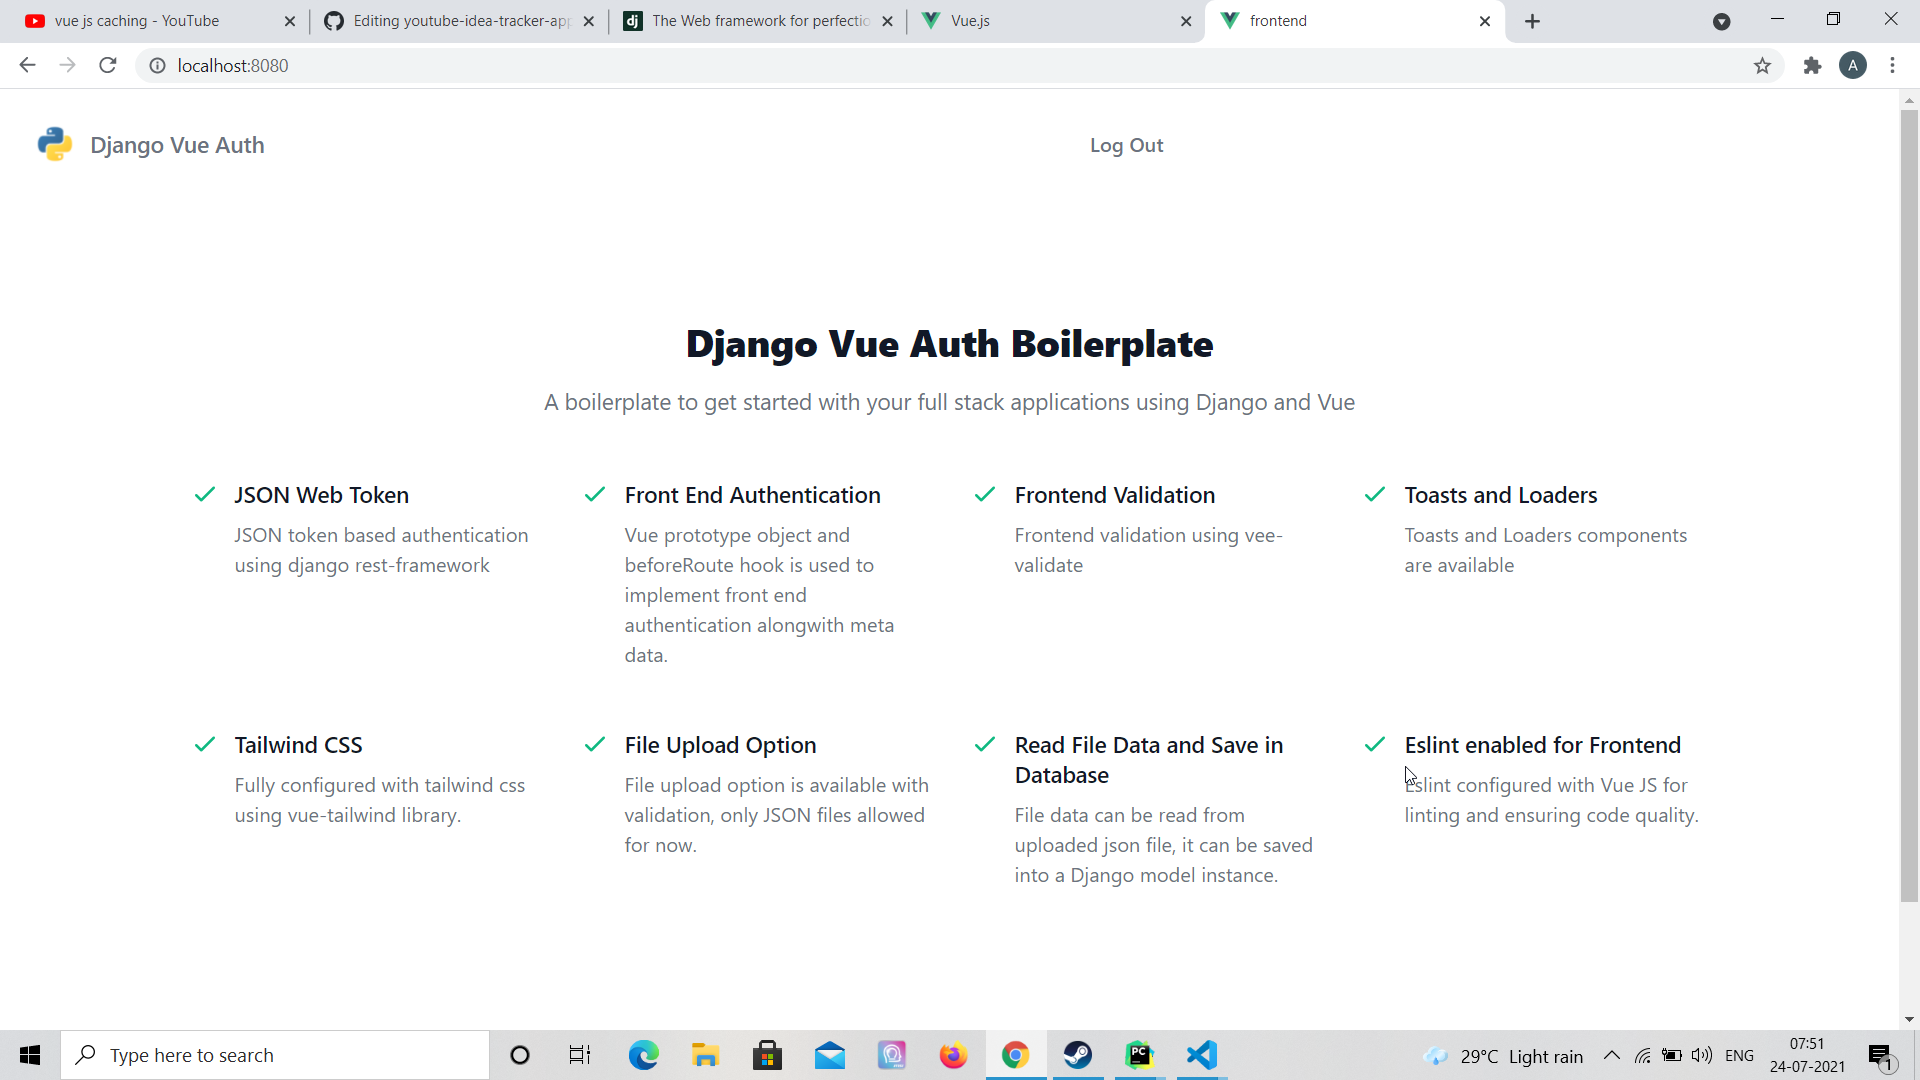 vue js caching - YouTube
Editing youtube-idea-tracker-app
The Web framework for perfectio
Vue.js
frontend
localhost:8080
A
Django Vue Auth
Log Out
Django Vue Auth Boilerplate
A boilerplate to get started with your full stack applications using Django and Vue
JSON Web Token
JSON token based authentication
using django rest-framework
Front End Authentication
Vue prototype object and
beforeRoute hook is used to
implement front end
authentication alongwith meta
data.
Frontend Validation
Frontend validation using vee-
validate
Toasts and Loaders
Toasts and Loaders components
are available
Tailwind CSS
Fully configured with tailwind css
using vue-tailwind library.
File Upload Option
File upload option is available with
validation, only JSON files allowed
for now.
Read File Data and Save in
Database
File data can be read from
uploaded json file, it can be saved
into a Django model instance.
Eslint enabled for Frontend
Eslint configured with Vue JS for
linting and ensuring code quality.
Type here to search
29°C Light rain
ENG
07:51
24-07-2021
1